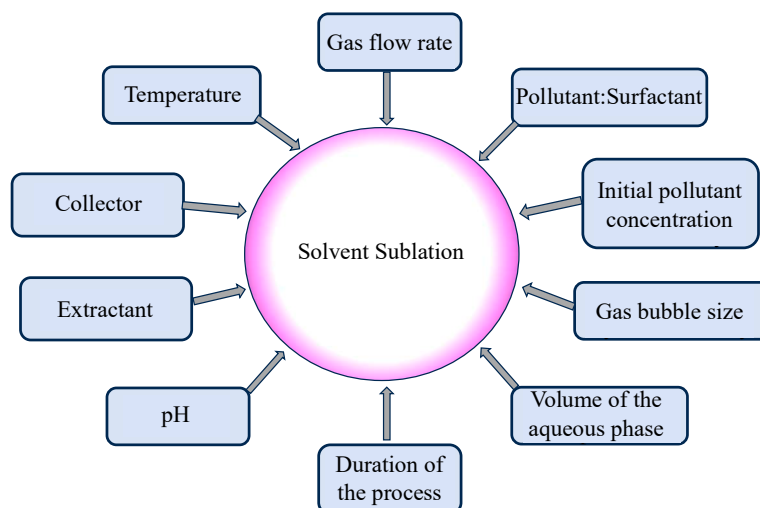 Gas flow rate
Temperature
Pollutant:Surfactant
Collector
Initial pollutant
concentration
Solvent Sublation
Extractant
Gas bubble size
pH
Volume of the
aqueous phase
Duration of
the process